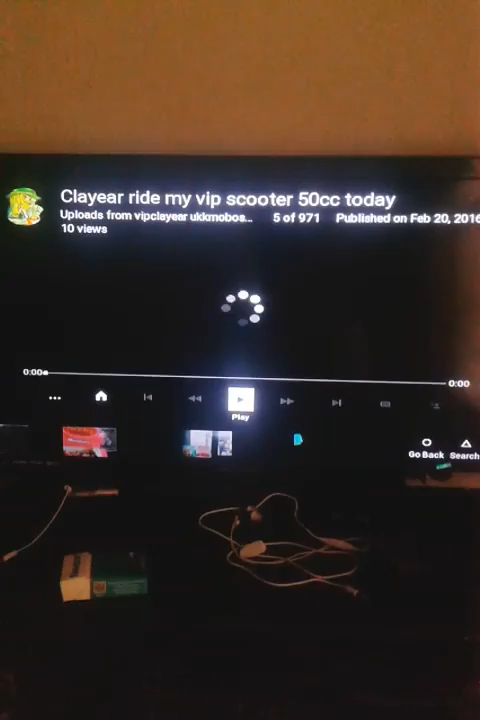 Clayear ride my vip scooter 50cc today
Uploads from vipclayear ukkmobos... 5 of 971 Published on Feb 20, 2016
10 views
0:00 0:00
Play
Go Back Search